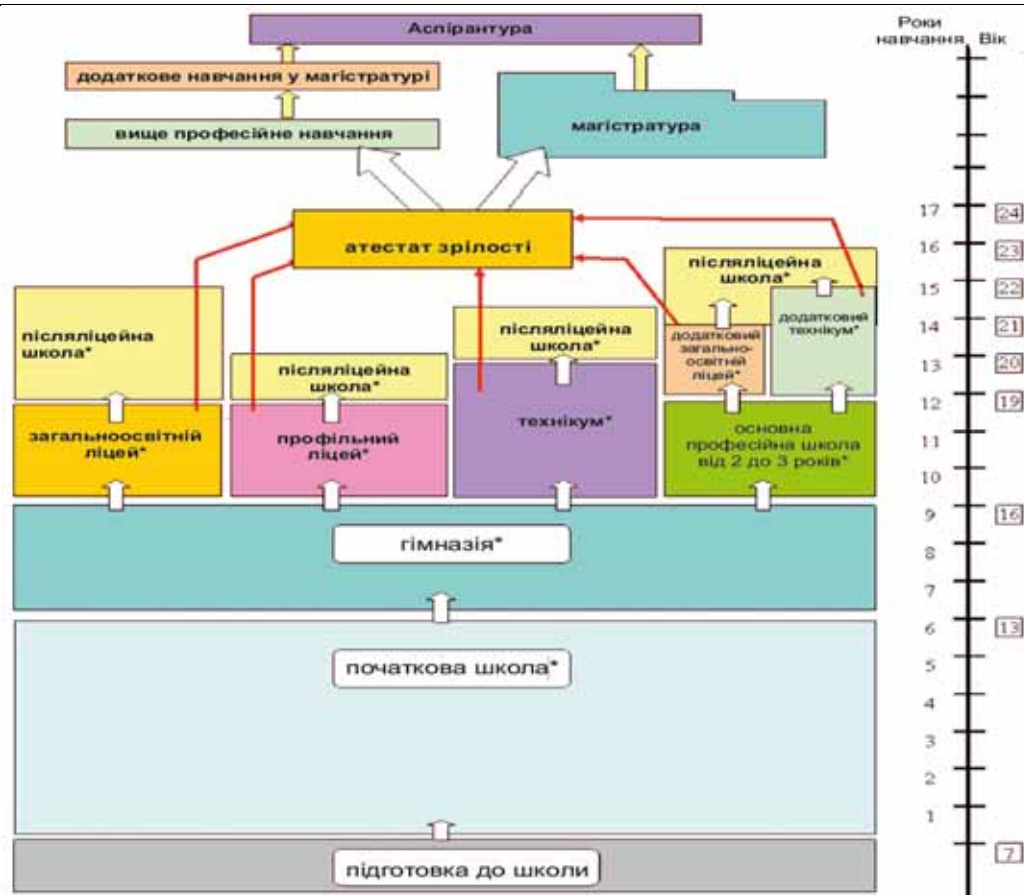 Аспірантура
Роки
навчання Вік
додаткове навчання у магістратурі
вище професійне навчання
магістратура
атестат зрілості
післяліцейна
школа*
післяліцейна
школа*
післяліцейна
школа*
післяліцейна
школа*
додатковий
загально-
освітній
ліцей*
додатковий
технікум*
загальноосвітній
ліцей*
профільний
ліцей*
технікум*
основна
професійна школа
від 2 до 3 років*
гімназія*
початкова школа*
підготовка до школи
17 24
16 23
15 22
14 21
13 20
12 19
11
10
9 16
8
7
6 13
5
4
3
2
1
7